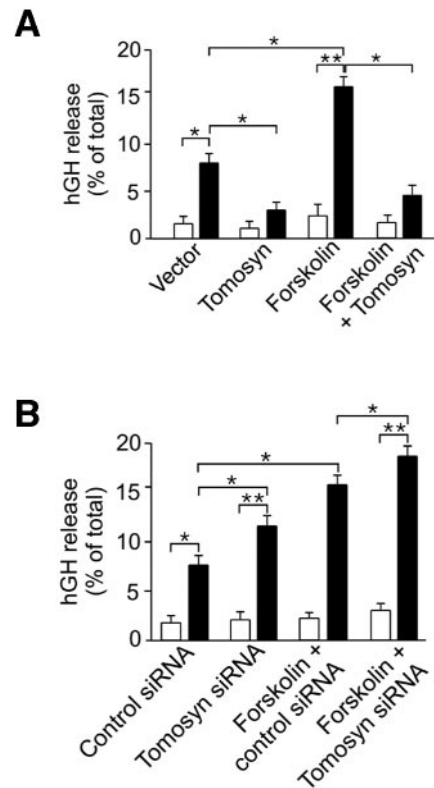 A
hGH release
(% of total)
20
15
10
5
0
*
*
*
**
*
Vector
Tomosyn
Forskolin
Forskolin
+ Tomosyn
B
hGH release
(% of total)
20
15
10
5
0
*
**
*
*
*
**
Control siRNA
Tomosyn siRNA
Forskolin +
control siRNA
Forskolin +
Tomosyn siRNA